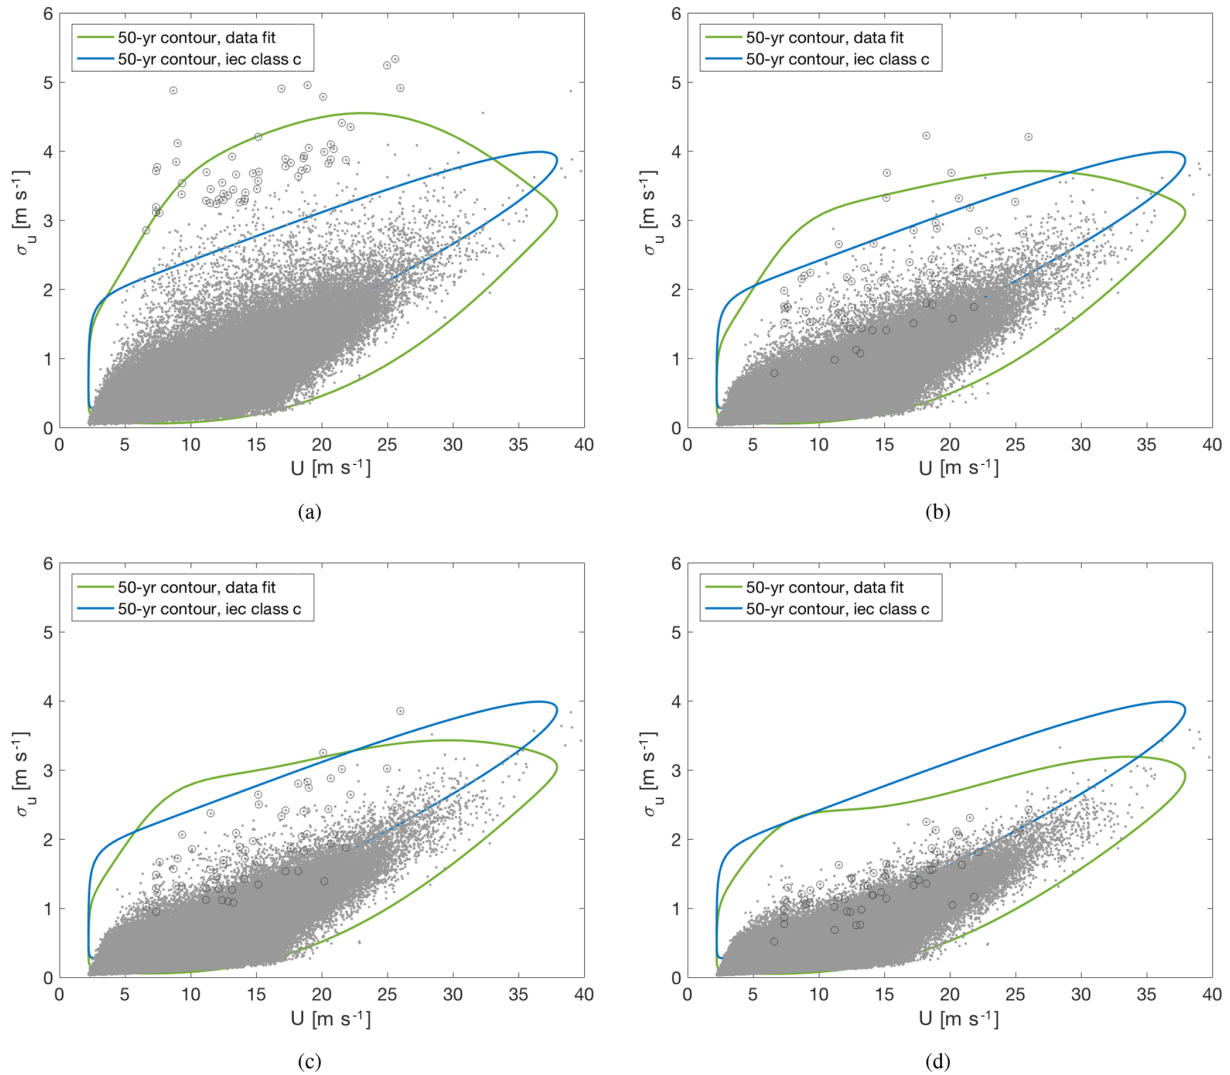 6
5
4
3
2
1
0
σu [m s-1]
50-yr contour, data fit
50-yr contour, iec class c
0 5 10 15 20 25 30 35 40
U [m s-1]
(a)
6
5
4
3
2
1
0
σu [m s-1]
50-yr contour, data fit
50-yr contour, iec class c
0 5 10 15 20 25 30 35 40
U [m s-1]
(b)
6
5
4
3
2
1
0
σu [m s-1]
50-yr contour, data fit
50-yr contour, iec class c
0 5 10 15 20 25 30 35 40
U [m s-1]
(c)
6
5
4
3
2
1
0
σu [m s-1]
50-yr contour, data fit
50-yr contour, iec class c
0 5 10 15 20 25 30 35 40
U [m s-1]
(d)